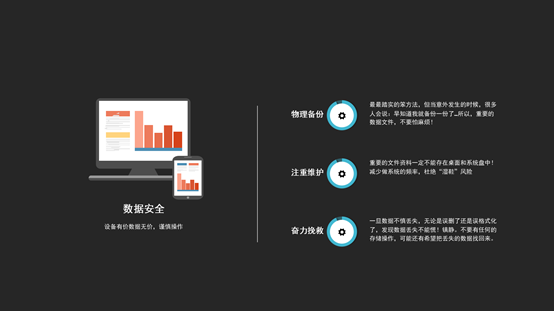 数据安全
设备有价数据无价，谨慎操作
物理备份
最最踏实的笨方法，但当意外发生的时候，很多
人会说：早知道我就备份一份了…所以，重要的
数据文件，不要怕麻烦！
注重维护
重要的文件资料一定不能存在桌面和系统盘中！
减少做系统的频率，杜绝“湿鞋”风险
奋力挽救
一旦数据不慎丢失，无论是误删了还是误格式化
了，发现数据丢失不能慌！镇静。不要有任何的
存储操作，可能还有希望把丢失的数据找回来。